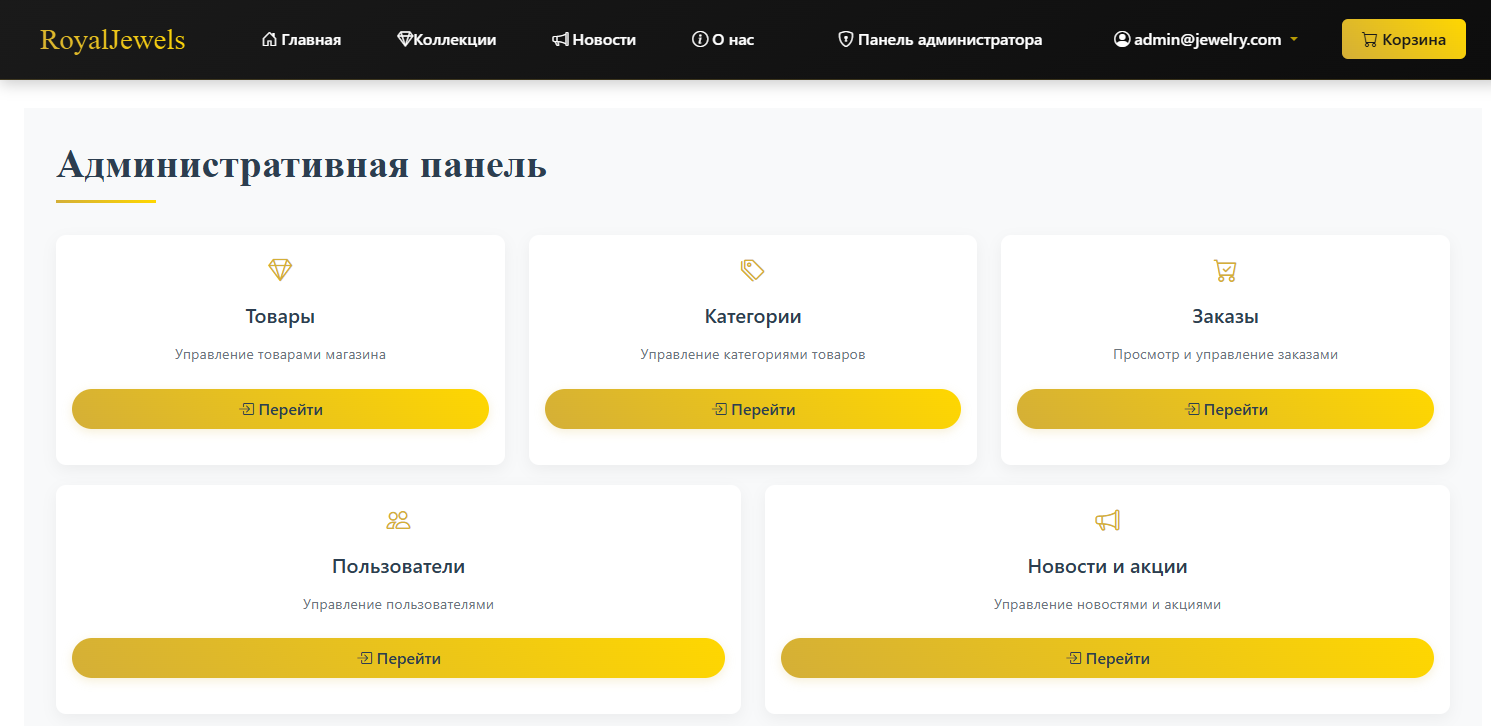 RoyalJewels Главная Коллекции Новости О нас Панель администратора admin@jewelry.com Корзина
Административная панель
Товары Категории Заказы
Управление товарами магазина Управление категориями товаров Просмотр и управление заказами
Перейти Перейти Перейти
Пользователи Новости и акции
Управление пользователями Управление новостями и акциями
Перейти Перейти